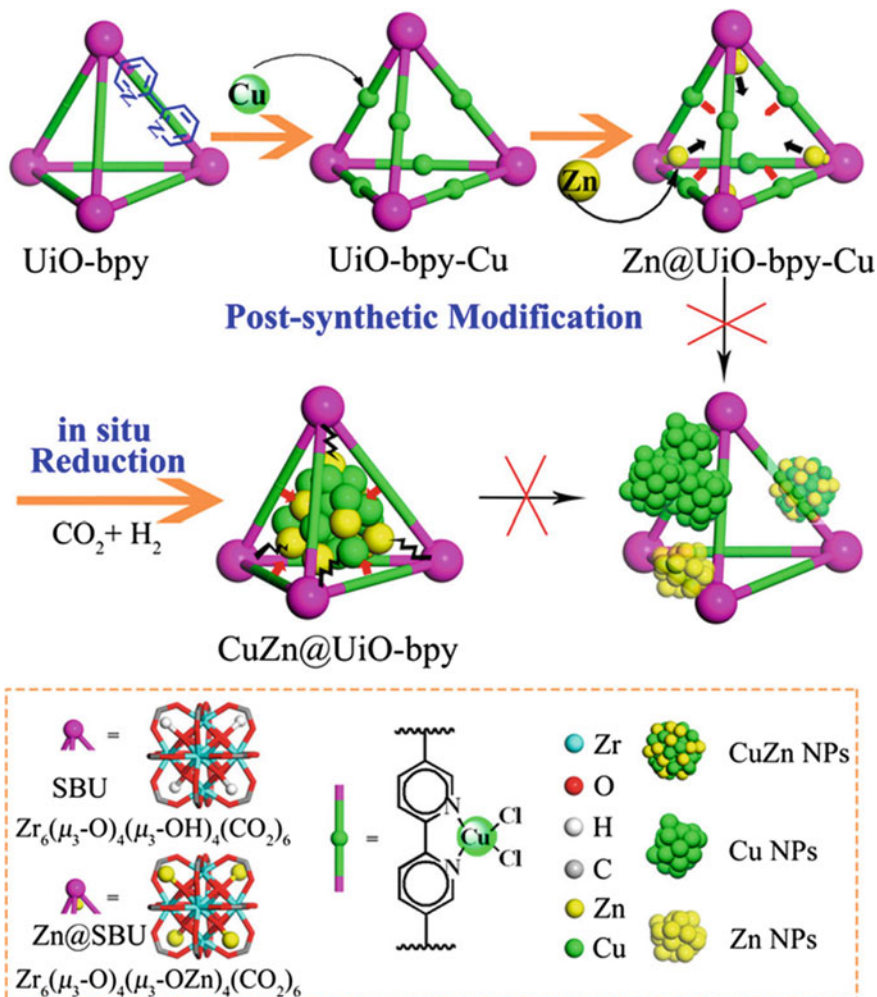 N
N
Cu
Zn
UiO-bpy
UiO-bpy-Cu
Zn@UiO-bpy-Cu
Post-synthetic Modification
in situ
Reduction
CO₂+ H₂
CuZn@UiO-bpy
SBU
Zr₆(μ₃-O)₄(μ₃-OH)₄(CO₂)₆
Zn@SBU
Zr₆(μ₃-O)₄(μ₃-OZn)₄(CO₂)₆
=
=
=
N
N
Cu
Cl
Cl
Zr
O
H
C
Zn
Cu
CuZn NPs
Cu NPs
Zn NPs